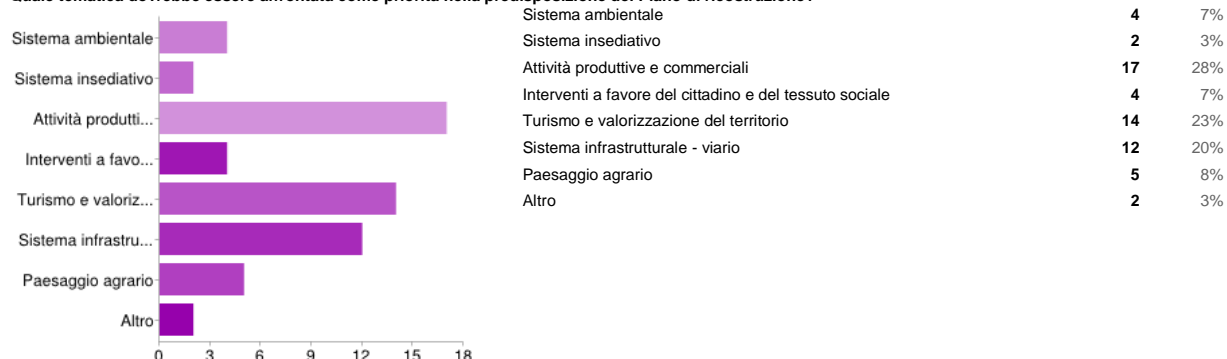 Sistema ambientale 4 7%
Sistema insediativo 2 3%
Attività produttive e commerciali 17 28%
Interventi a favore del cittadino e del tessuto sociale 4 7%
Turismo e valorizzazione del territorio 14 23%
Sistema infrastrutturale - viario 12 20%
Paesaggio agrario 5 8%
Altro 2 3%
Sistema ambientale
Sistema insediativo
Attività produtti...
Interventi a favo...
Turismo e valoriz...
Sistema infrastru...
Paesaggio agrario
Altro
0 3 6 9 12 15 18